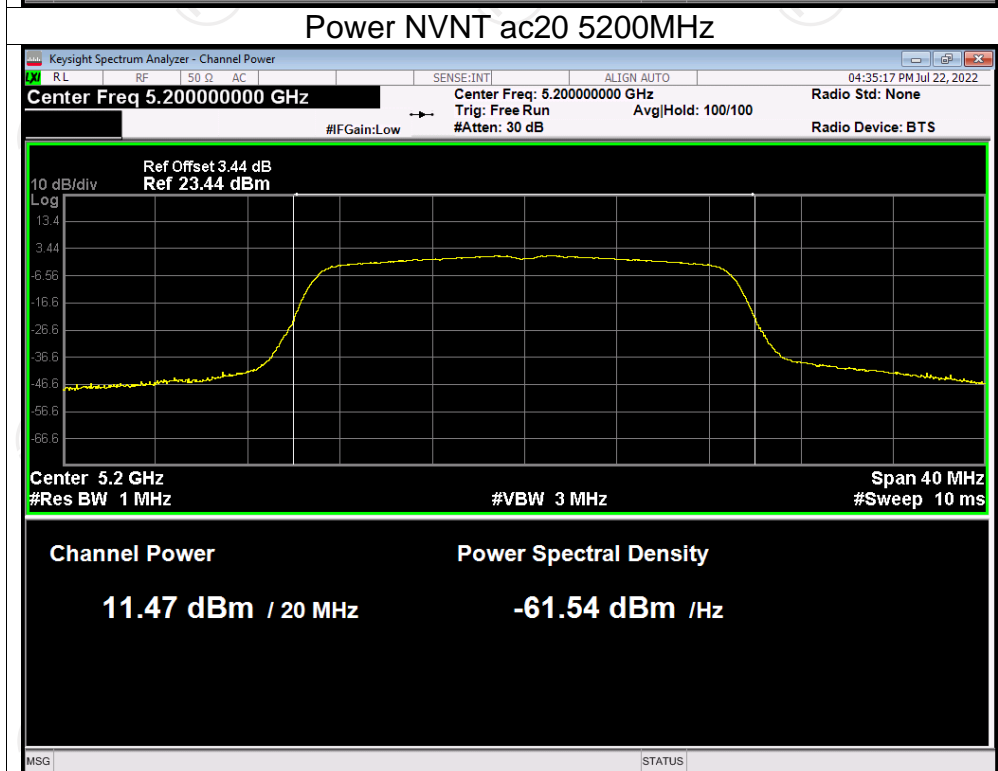 Power NVNT ac20 5200MHz
Keysight Spectrum Analyzer - Channel Power
LXI RL RF 50 Ω AC SENSE:INT ALIGN AUTO 04:35:17 PM Jul 22, 2022
Center Freq 5.200000000 GHz Center Freq: 5.200000000 GHz Radio Std: None
Trig: Free Run Avg|Hold: 100/100
#IFGain:Low #Atten: 30 dB Radio Device: BTS
Ref Offset 3.44 dB
10 dB/div Ref 23.44 dBm
Log
13.4
3.44
-6.56
-16.6
-26.6
-36.6
-46.6
-56.6
-66.6
Center 5.2 GHz Span 40 MHz
#Res BW 1 MHz #VBW 3 MHz #Sweep 10 ms
Channel Power Power Spectral Density
11.47 dBm / 20 MHz -61.54 dBm /Hz
MSG STATUS